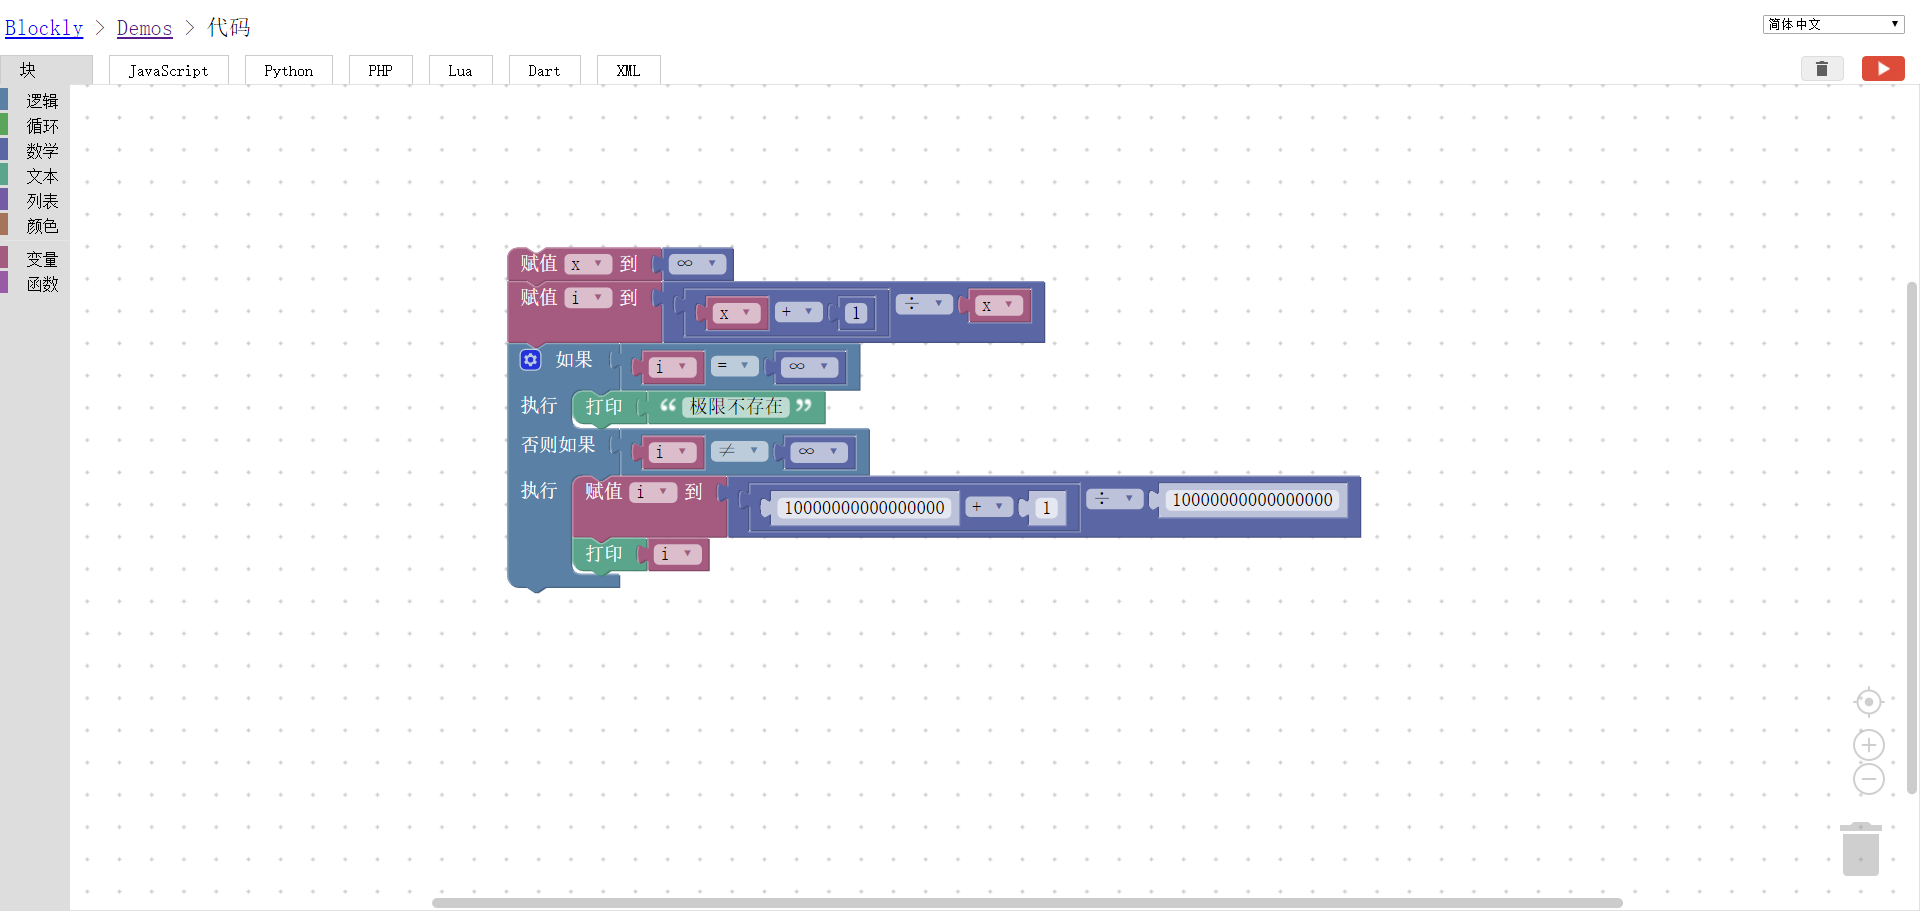 Blockly > Demos > 代码
简体中文
块 JavaScript Python PHP Lua Dart XML
逻辑
循环
数学
文本
列表
颜色
变量
函数
赋值 x 到 ∞
赋值 i 到 x + 1 ÷ x
如果 i = ∞
执行 打印 “ 极限不存在 ”
否则如果 i ≠ ∞
执行 赋值 i 到 10000000000000000 + 1 ÷ 10000000000000000
打印 i